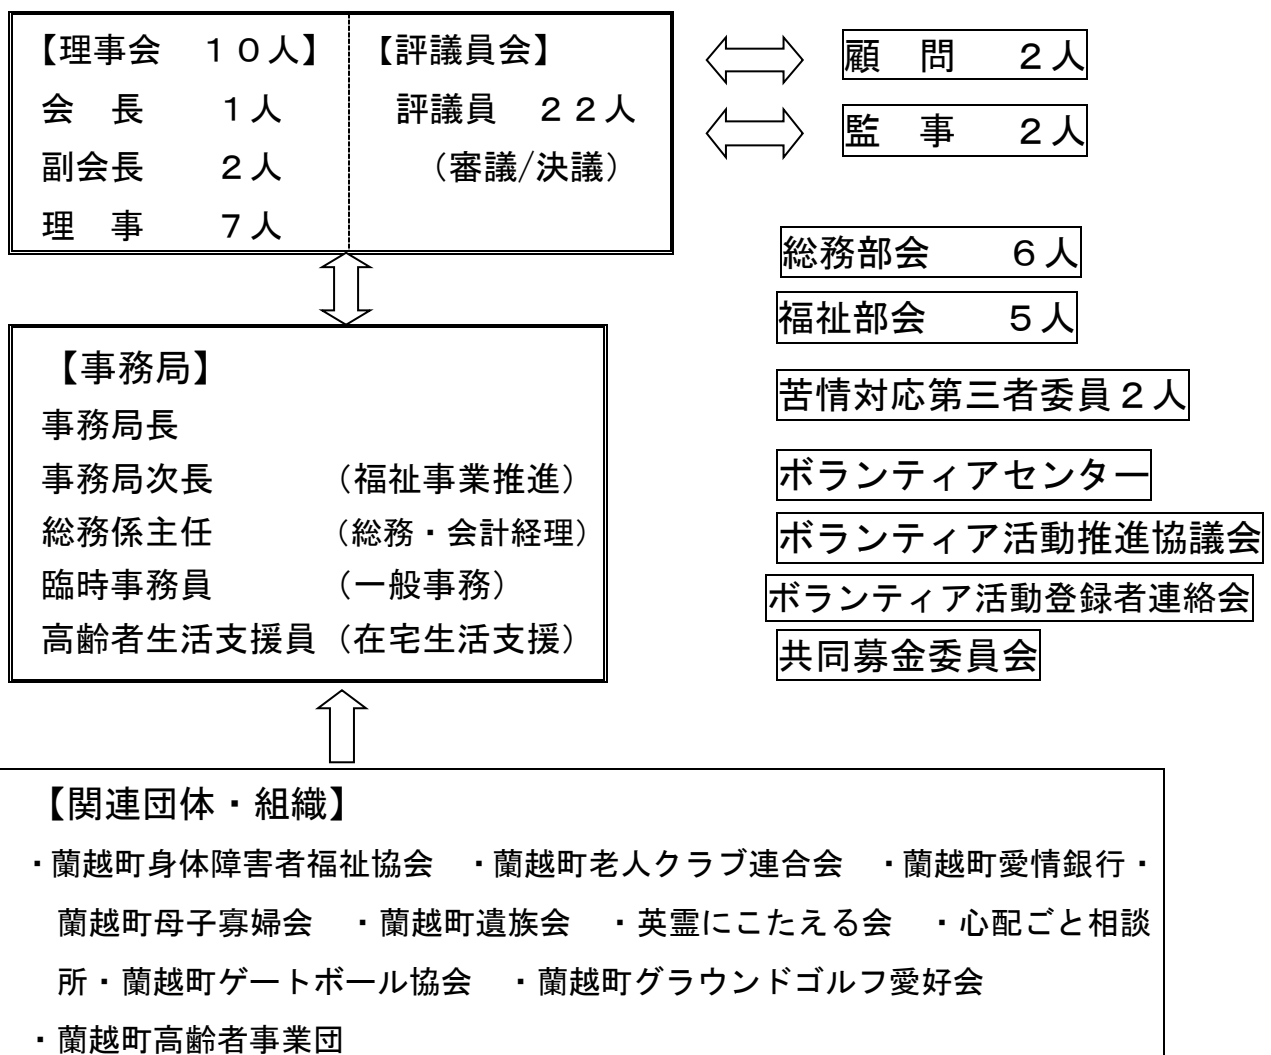 【理事会　１０人】
会　長　　１人
副会長　　２人
理　事　　７人
【評議員会】
評議員　２２人
（審議/決議）
顧　問　２人
監　事　２人
総務部会　６人
福祉部会　５人
苦情対応第三者委員２人
ボランティアセンター
ボランティア活動推進協議会
ボランティア活動登録者連絡会
共同募金委員会
【事務局】
事務局長
事務局次長　（福祉事業推進）
総務係主任　（総務・会計経理）
臨時事務員　（一般事務）
高齢者生活支援員（在宅生活支援）
【関連団体・組織】
・蘭越町身体障害者福祉協会　・蘭越町老人クラブ連合会　・蘭越町愛情銀行・
蘭越町母子寡婦会　・蘭越町遺族会　・英霊にこたえる会　・心配ごと相談
所・蘭越町ゲートボール協会　・蘭越町グラウンドゴルフ愛好会
・蘭越町高齢者事業団